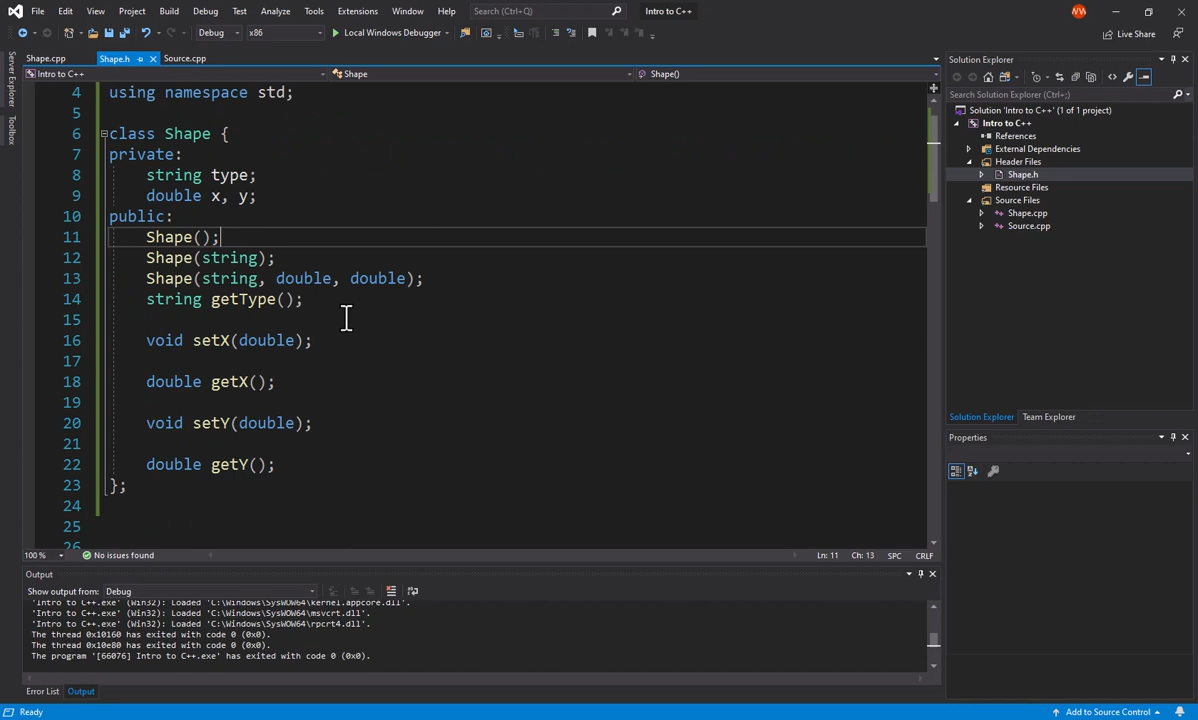 File Edit View Project Build Debug Test Analyze Tools Extensions Window Help Search (Ctrl+Q) Intro to C++
Debug x86 Local Windows Debugger Live Share
Server Explorer
Toolbox
Shape.cpp Shape.h Source.cpp
Intro to C++ Shape Shape()
4 using namespace std;
5
6 class Shape {
7 private:
8 string type;
9 double x, y;
10 public:
11 Shape();
12 Shape(string);
13 Shape(string, double, double);
14 string getType();
15
16 void setX(double);
17
18 double getX();
19
20 void setY(double);
21
22 double getY();
23 };
24
25
26
100 % No issues found Ln: 11 Ch: 13 SPC CRLF
Output
Show output from: Debug
'Intro to C++.exe' (Win32): Loaded 'C:\Windows\SysWOW64\kernel.appcore.dll'.
'Intro to C++.exe' (Win32): Loaded 'C:\Windows\SysWOW64\msvcrt.dll'.
'Intro to C++.exe' (Win32): Loaded 'C:\Windows\SysWOW64\rpcrt4.dll'.
The thread 0x10160 has exited with code 0 (0x0).
The thread 0x10e80 has exited with code 0 (0x0).
The program '[66076] Intro to C++.exe' has exited with code 0 (0x0).
Error List Output
Solution Explorer
Search Solution Explorer (Ctrl+;)
Solution 'Intro to C++' (1 of 1 project)
Intro to C++
References
External Dependencies
Header Files
Shape.h
Resource Files
Source Files
Shape.cpp
Source.cpp
Solution Explorer Team Explorer
Properties
Ready Add to Source Control